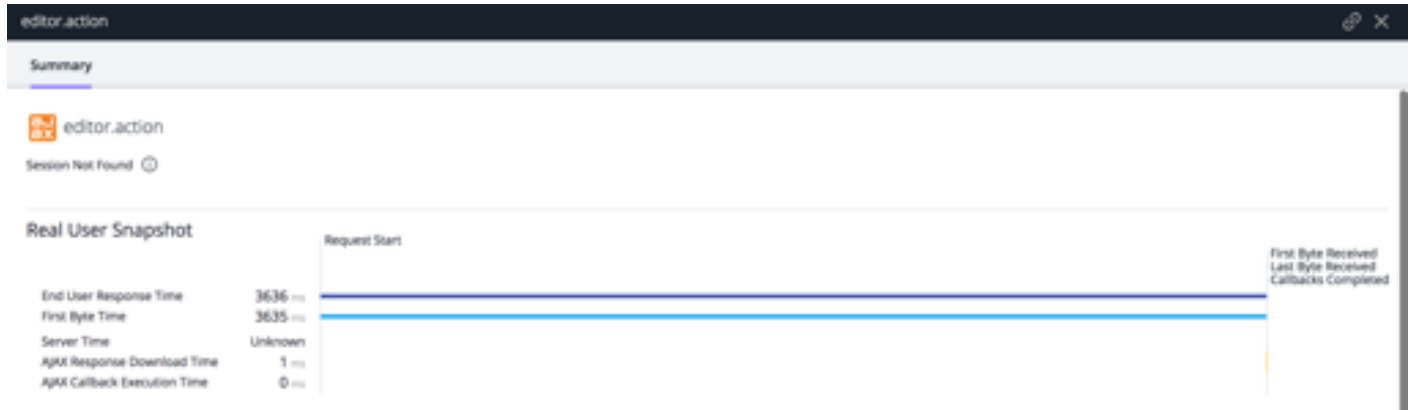 editor.action
Summary
editor.action
Session Not Found
Real User Snapshot
Request Start
First Byte Received
Last Byte Received
Callbacks Completed
End User Response Time 3636 ms
First Byte Time 3635 ms
Server Time Unknown
AJAX Response Download Time 1 ms
AJAX Callback Execution Time 0 ms